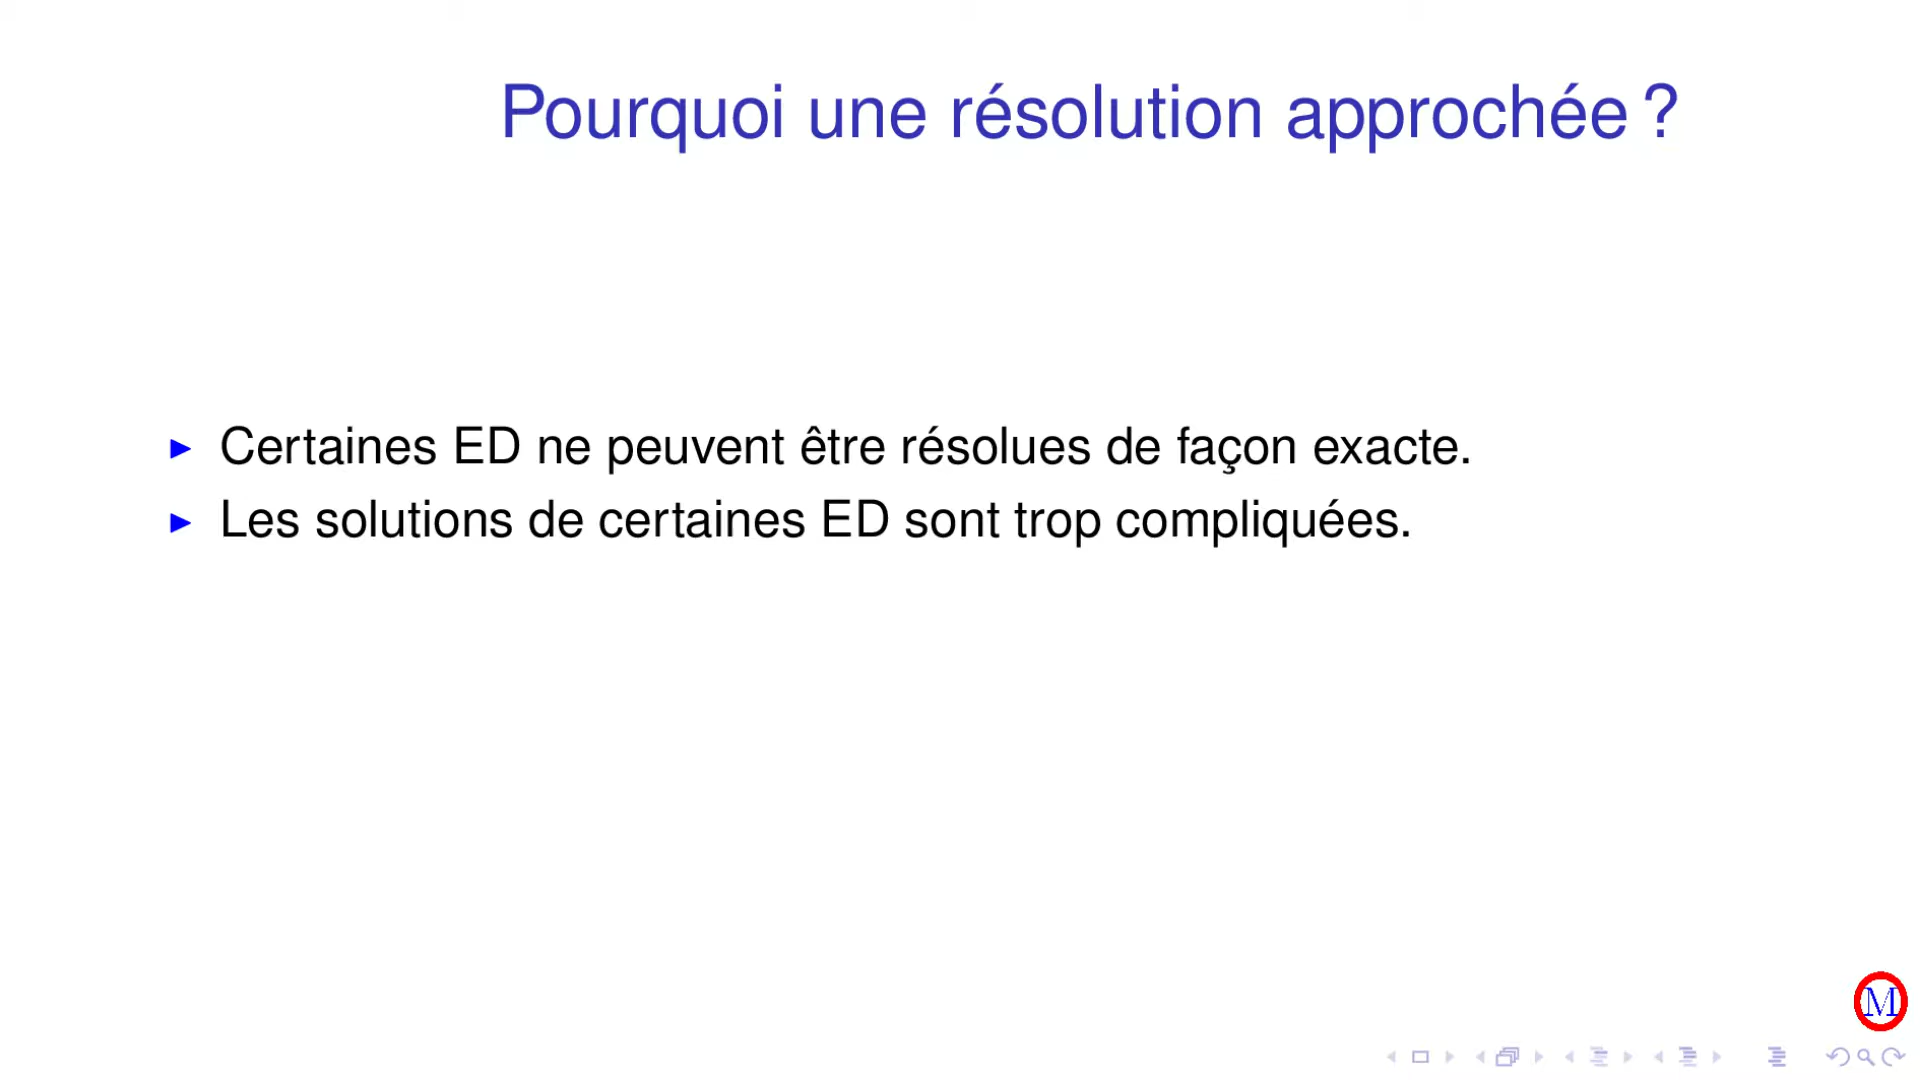 Pourquoi une résolution approchée ?
Certaines ED ne peuvent être résolues de façon exacte.
Les solutions de certaines ED sont trop compliquées.
M